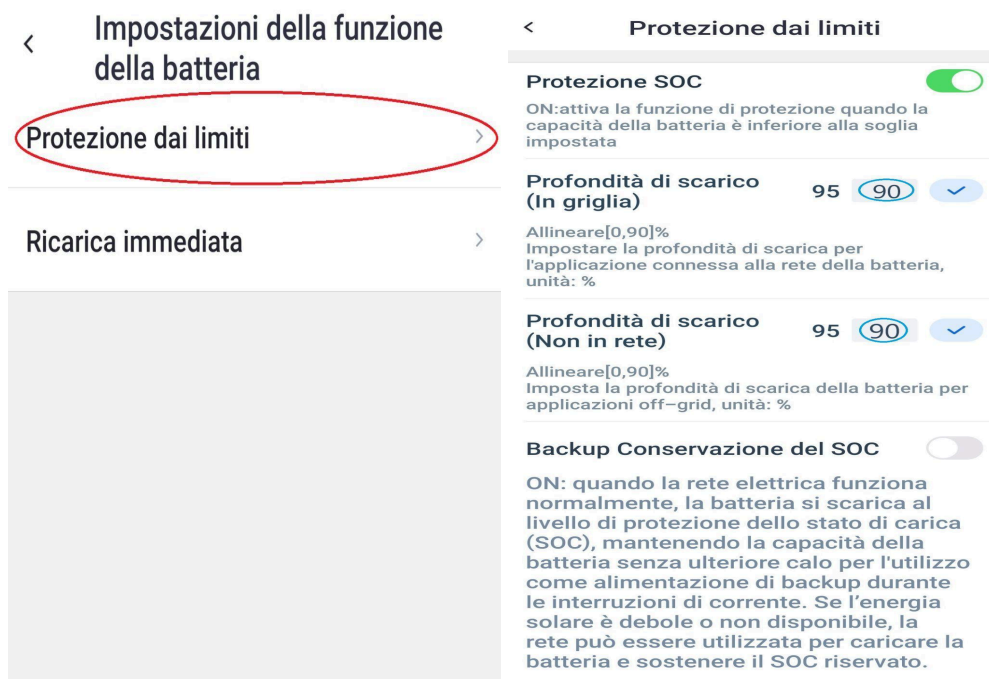 Impostazioni della funzione
della batteria
Protezione dai limiti
Ricarica immediata
Protezione dai limiti
Protezione SOC
ON:attiva la funzione di protezione quando la
capacità della batteria è inferiore alla soglia
impostata
Profondità di scarico
(In griglia)
95 90
Allineare[0,90]%
Impostare la profondità di scarica per
l'applicazione connessa alla rete della batteria,
unità: %
Profondità di scarico
(Non in rete)
95 90
Allineare[0,90]%
Imposta la profondità di scarica della batteria per
applicazioni off–grid, unità: %
Backup Conservazione del SOC
ON: quando la rete elettrica funziona
normalmente, la batteria si scarica al
livello di protezione dello stato di carica
(SOC), mantenendo la capacità della
batteria senza ulteriore calo per l'utilizzo
come alimentazione di backup durante
le interruzioni di corrente. Se l’energia
solare è debole o non disponibile, la
rete può essere utilizzata per caricare la
batteria e sostenere il SOC riservato.